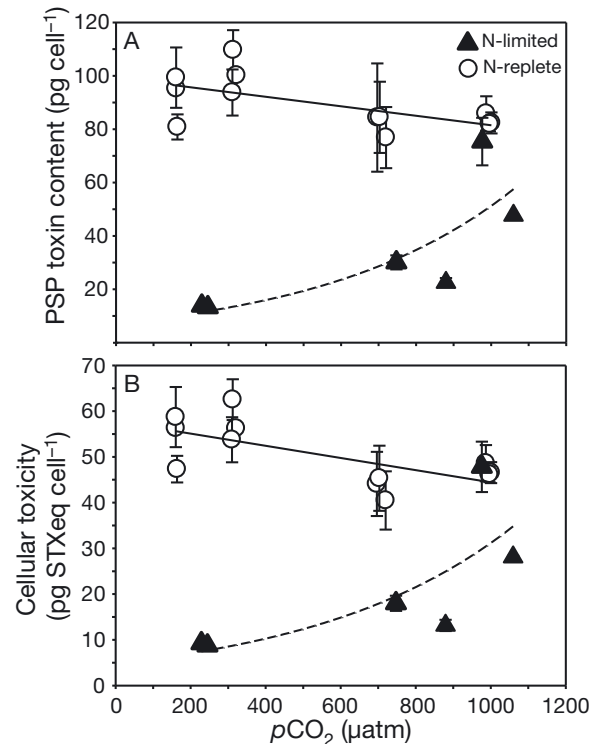 120
A
N-limited
N-replete
100
80
60
40
20
PSP toxin content (pg cell⁻¹)
70
B
60
50
40
30
20
10
0
Cellular toxicity
(pg STXeq cell⁻¹)
0 200 400 600 800 1000 1200
pCO₂ (µatm)